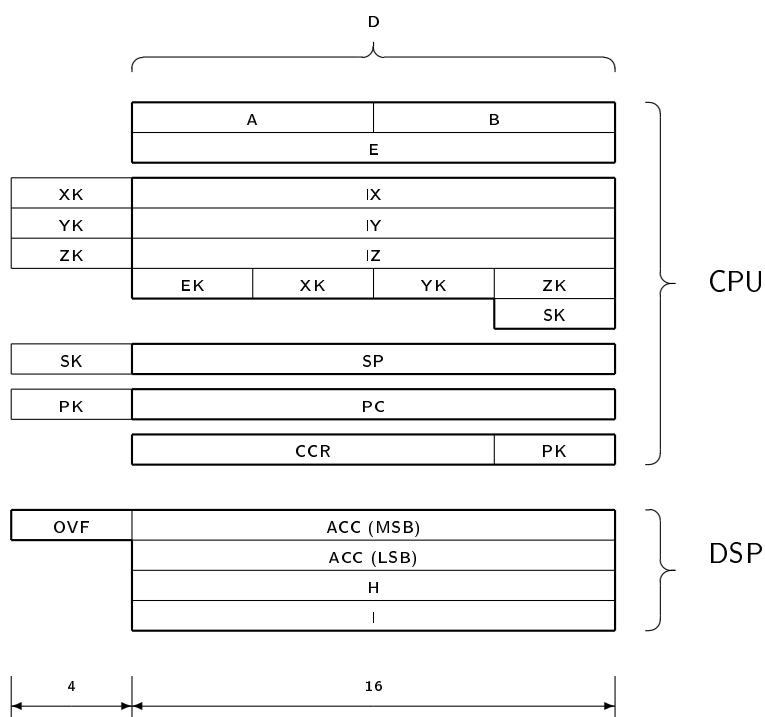 D
A B
E
XK IX
YK IY
ZK IZ
EK XK YK ZK
CPU
SK
SK SP
PK PC
CCR PK
OVF ACC (MSB)
DSP
ACC (LSB)
H
I
4 16